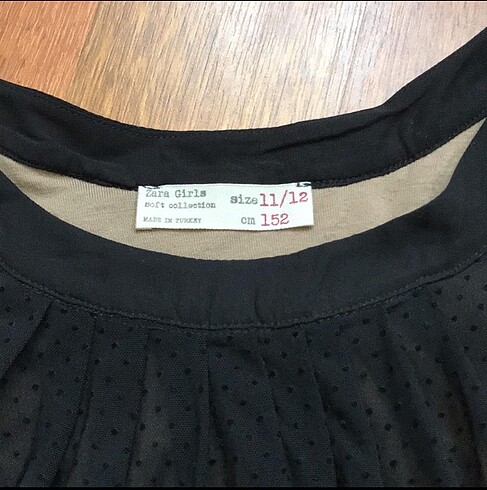 Zara Girls
soft collection
MADE IN TURKEY
size 11/12
cm 152